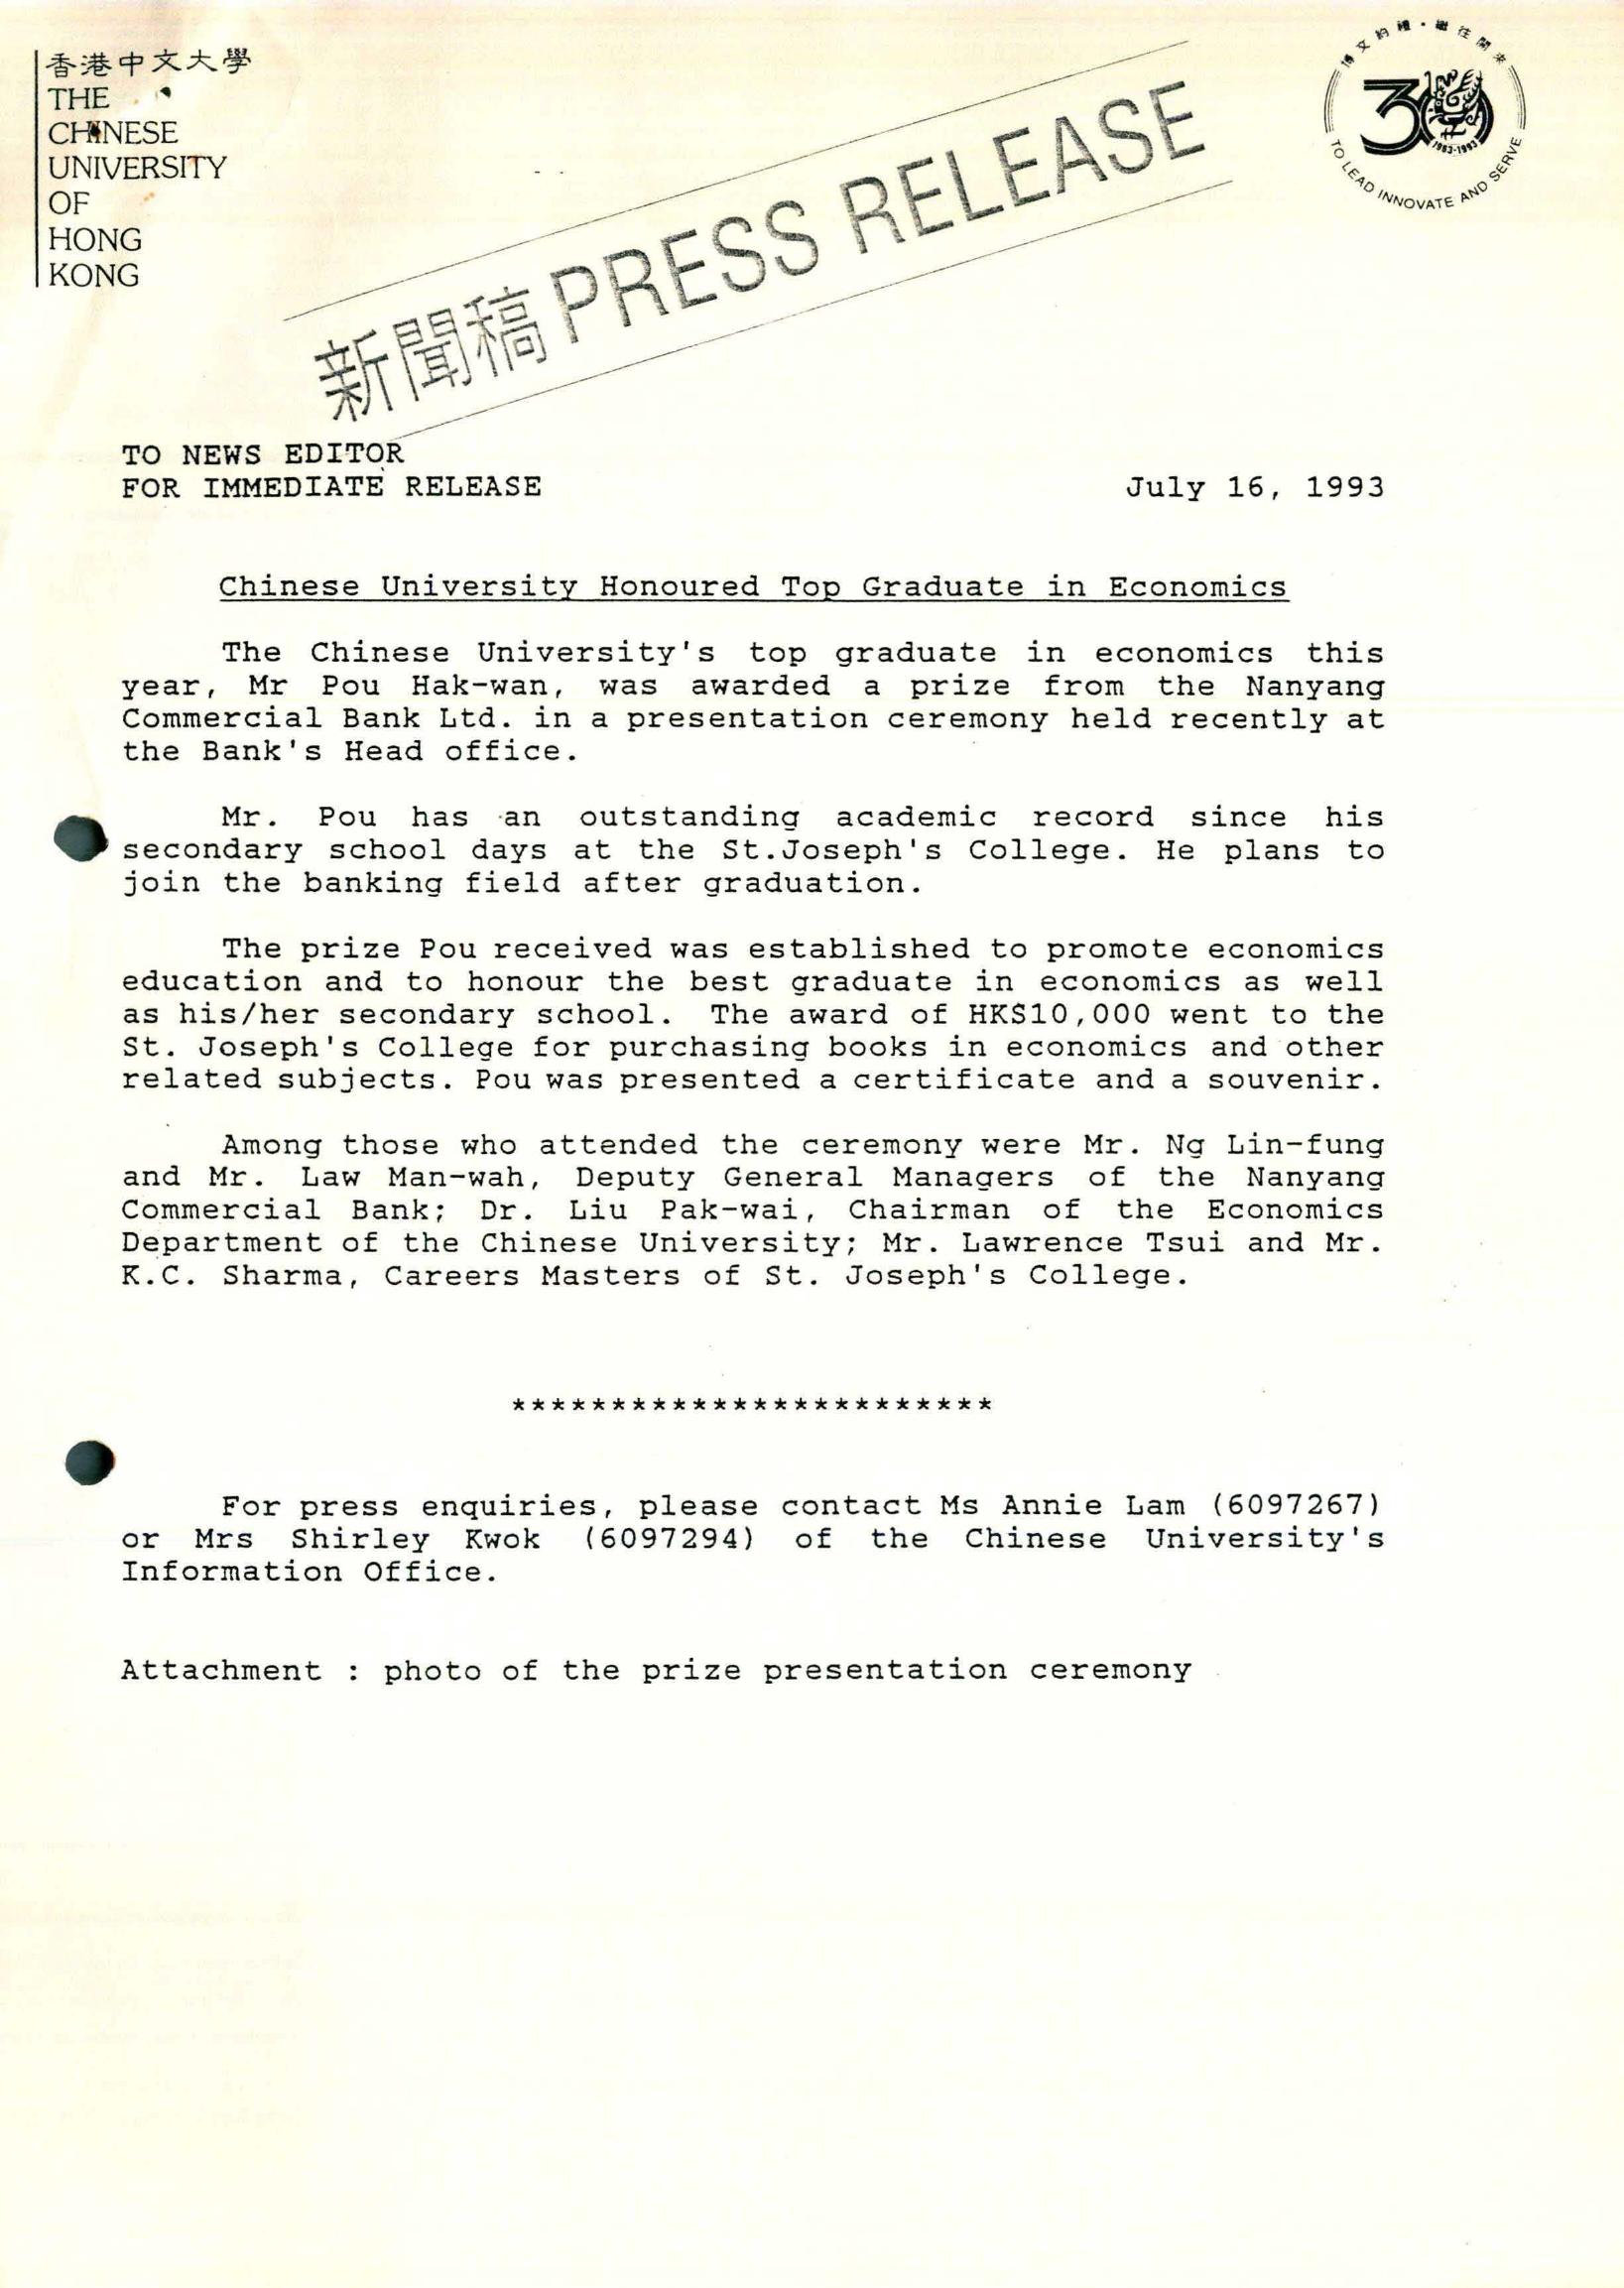 香港中文大學
THE
CHINESE
UNIVERSITY
OF
HONG
KONG
博文約禮·繼往開來
30
1963-1993
TO LEAD INNOVATE AND SERVE
新聞稿 PRESS RELEASE
TO NEWS EDITOR
FOR IMMEDIATE RELEASE July 16, 1993
Chinese University Honoured Top Graduate in Economics
The Chinese University's top graduate in economics this
year, Mr Pou Hak-wan, was awarded a prize from the Nanyang
Commercial Bank Ltd. in a presentation ceremony held recently at
the Bank's Head office.
Mr. Pou has an outstanding academic record since his
secondary school days at the St.Joseph's College. He plans to
join the banking field after graduation.
The prize Pou received was established to promote economics
education and to honour the best graduate in economics as well
as his/her secondary school. The award of HK$10,000 went to the
St. Joseph's College for purchasing books in economics and other
related subjects. Pou was presented a certificate and a souvenir.
Among those who attended the ceremony were Mr. Ng Lin-fung
and Mr. Law Man-wah, Deputy General Managers of the Nanyang
Commercial Bank; Dr. Liu Pak-wai, Chairman of the Economics
Department of the Chinese University; Mr. Lawrence Tsui and Mr.
K.C. Sharma, Careers Masters of St. Joseph's College.
************************
For press enquiries, please contact Ms Annie Lam (6097267)
or Mrs Shirley Kwok (6097294) of the Chinese University's
Information Office.
Attachment : photo of the prize presentation ceremony